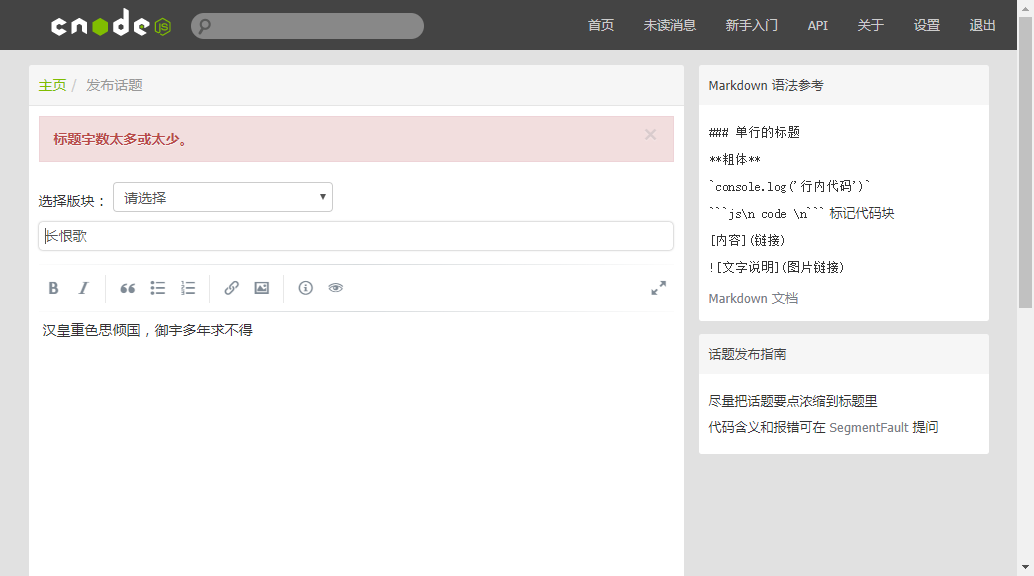 cnode JS
首页 未读消息 新手入门 API 关于 设置 退出
主页 / 发布话题
标题字数太多或太少。 ×
选择版块： 请选择
长恨歌
B I
汉皇重色思倾国，御宇多年求不得
Markdown 语法参考
### 单行的标题
**粗体**
`console.log('行内代码')`
```js\n code \n``` 标记代码块
[内容](链接)
![文字说明](图片链接)
Markdown 文档
话题发布指南
尽量把话题要点浓缩到标题里
代码含义和报错可在 SegmentFault 提问